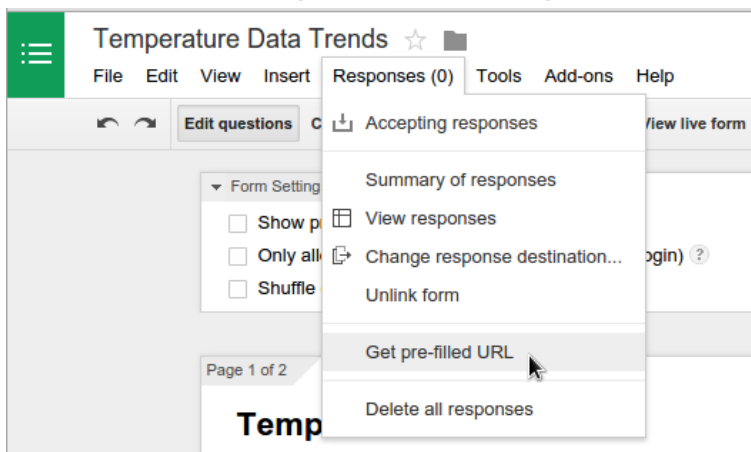 Temperature Data Trends
File Edit View Insert Responses (0) Tools Add-ons Help
Edit questions C
View live form
Accepting responses
Summary of responses
View responses
Change response destination...
Unlink form
Get pre-filled URL
Delete all responses
Form Setting
Show p
Only all
ogin) ?
Shuffle
Page 1 of 2
Temp